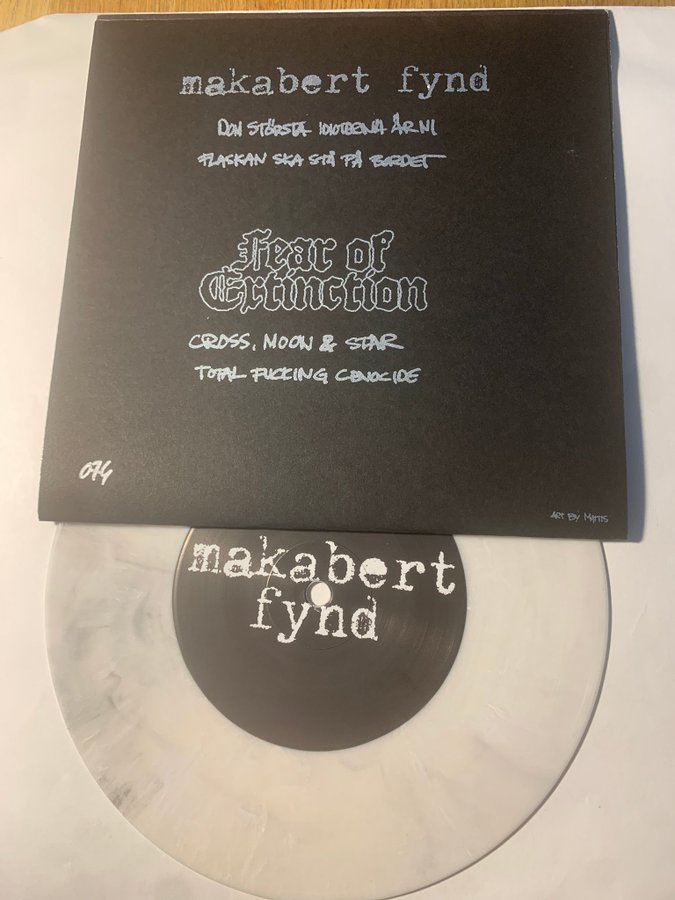 makabert fynd
DOM STÖRSTA IDIOTERNA ÄR NI
FLASKAN SKA STÅ PÅ BORDET
Fear of
Extinction
CROSS, MOON & STAR
TOTAL FUCKING GENOCIDE
074
ART BY MATTIS
makabert
fynd